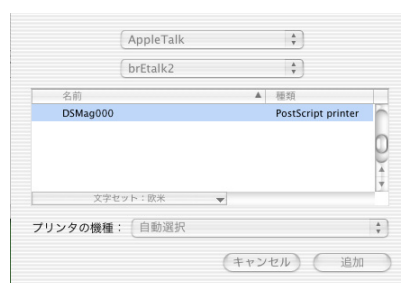 AppleTalk
brEtalk2
名前 種類
DSMag000 PostScript printer
文字セット：欧米
プリンタの機種： 自動選択
キャンセル 追加